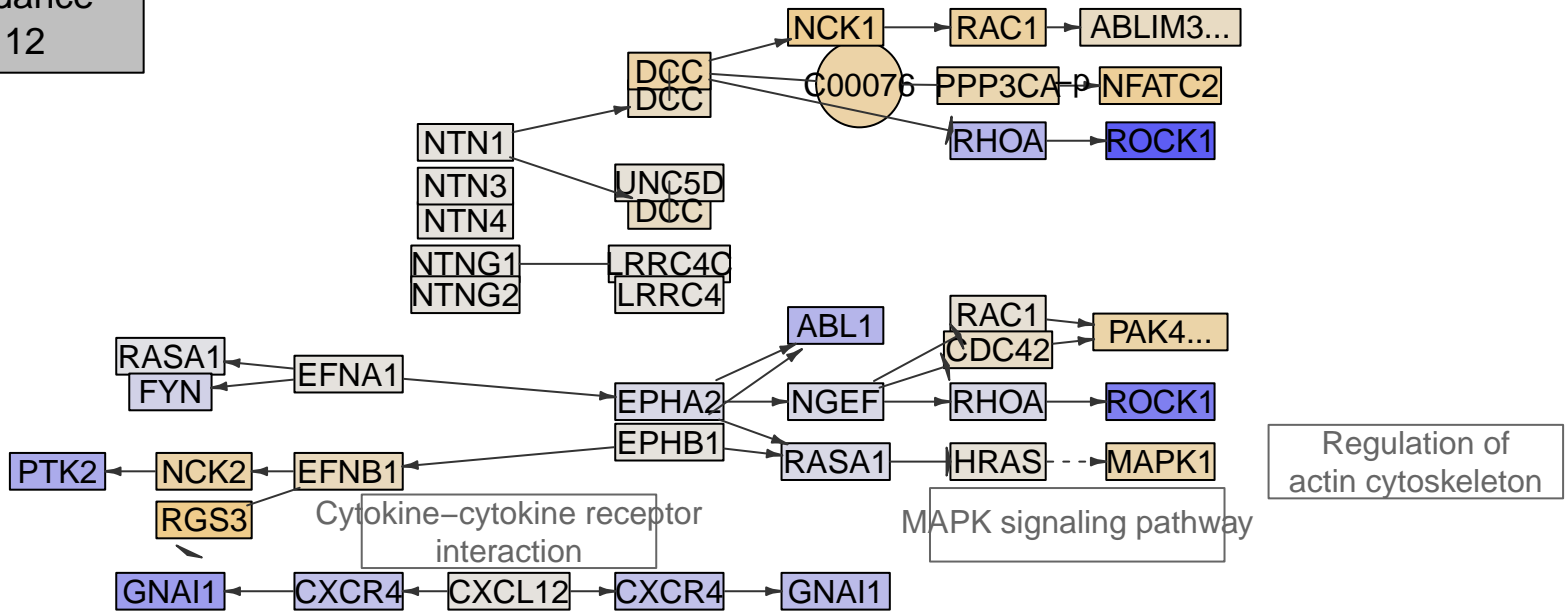 12
NCK1
RAC1
ABLIM3...
DCC
DCC
C00076
PPP3CA
+p
NFATC2
RHOA
ROCK1
NTN1
NTN3
NTN4
UNC5D
DCC
NTNG1
NTNG2
LRRC4C
LRRC4
ABL1
RAC1
CDC42
PAK4...
RASA1
FYN
EFNA1
EPHA2
NGEF
RHOA
ROCK1
EPHB1
RASA1
HRAS
MAPK1
PTK2
NCK2
EFNB1
RGS3
Regulation of
actin cytoskeleton
Cytokine–cytokine receptor
interaction
MAPK signaling pathway
GNAI1
CXCR4
CXCL12
CXCR4
GNAI1